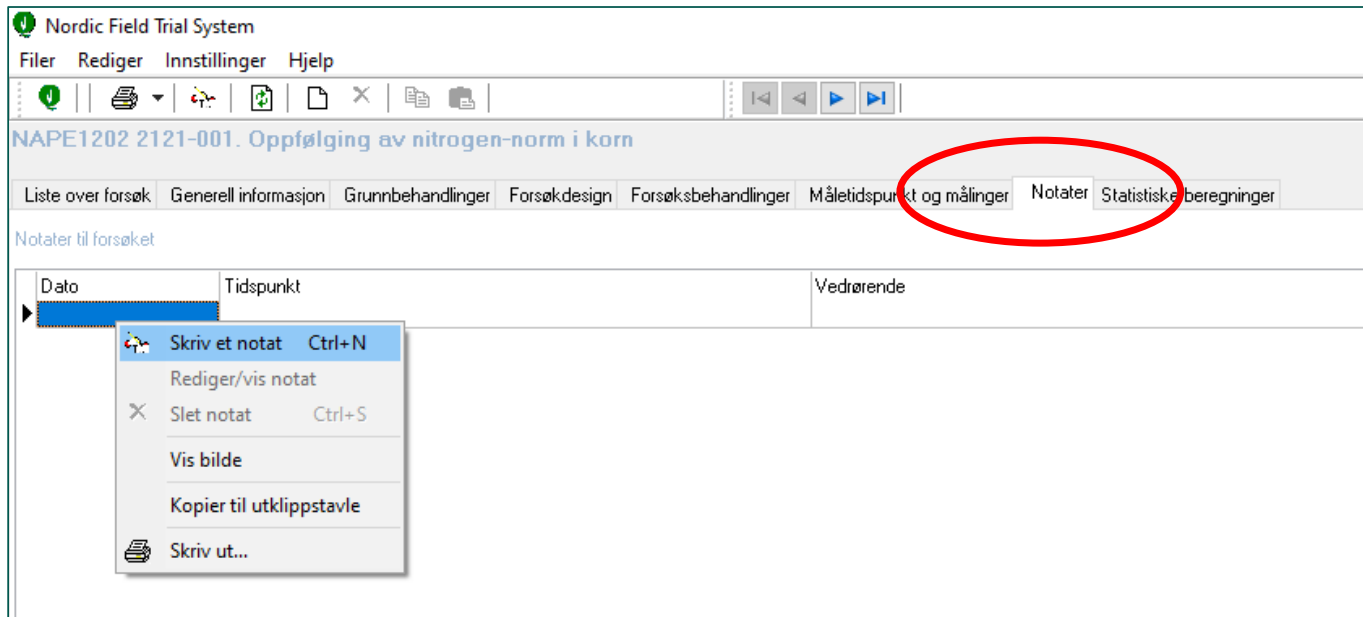 Nordic Field Trial System
Filer Rediger Innstillinger Hjelp
NAPE1202 2121-001. Oppfølging av nitrogen-norm i korn
Liste over forsøk Generell informasjon Grunnbehandlinger Forsøkdesign Forsøksbehandlinger Måletidspunkt og målinger Notater Statistiske beregninger
Notater til forsøket
Dato Tidspunkt Vedrørende
Skriv et notat Ctrl+N
Rediger/vis notat
Slet notat Ctrl+S
Vis bilde
Kopier til utklippstavle
Skriv ut...